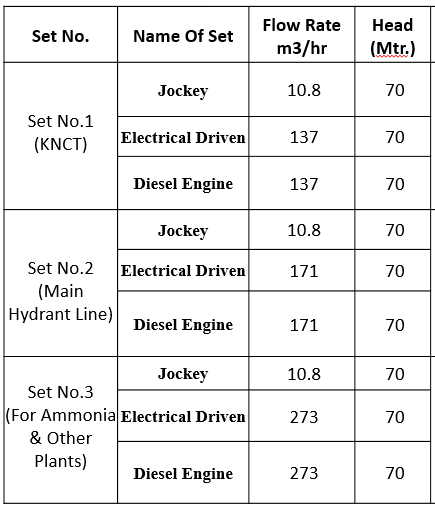 Set No. Name Of Set Flow Rate m3/hr Head (Mtr.)
Set No.1
(KNCT)
Jockey 10.8 70
Electrical Driven 137 70
Diesel Engine 137 70
Set No.2
(Main
Hydrant Line)
Jockey 10.8 70
Electrical Driven 171 70
Diesel Engine 171 70
Set No.3
(For Ammonia
& Other
Plants)
Jockey 10.8 70
Electrical Driven 273 70
Diesel Engine 273 70